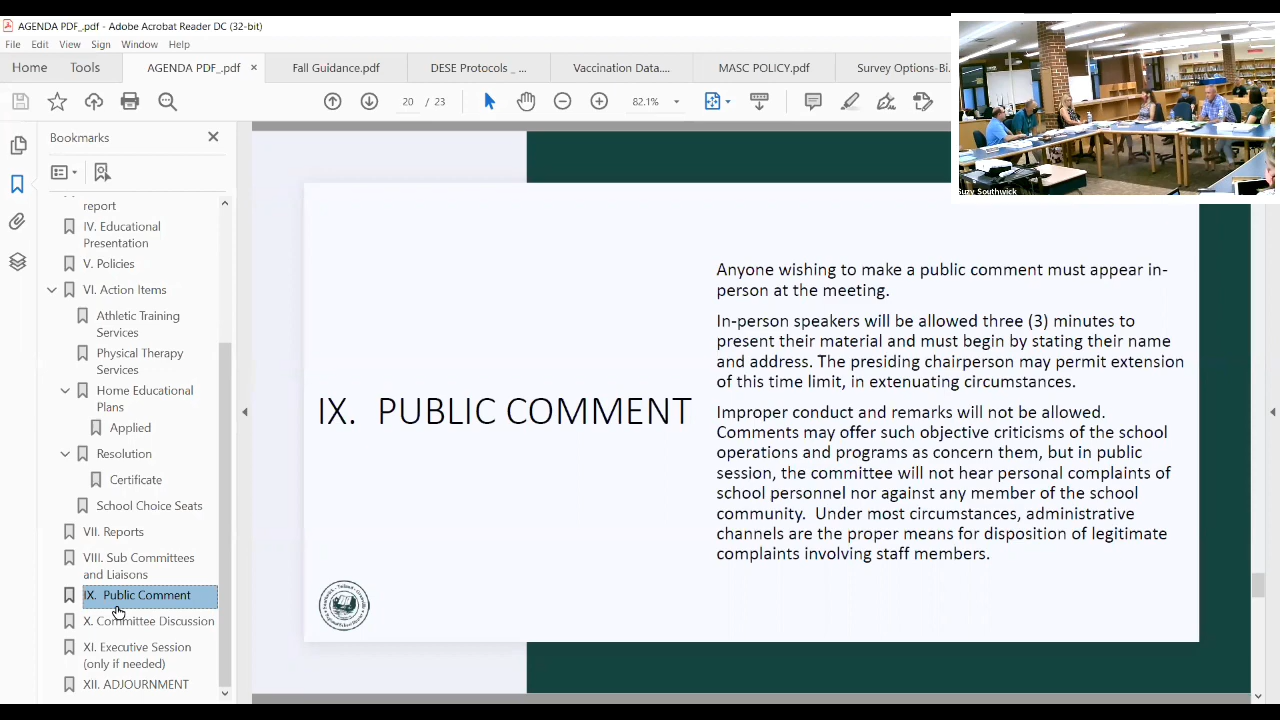 AGENDA PDF_.pdf - Adobe Acrobat Reader DC (32-bit)
File Edit View Sign Window Help
Home Tools AGENDA PDF_.pdf × Fall Guidance.pdf DESE Protocols... Vaccination Data.... MASC POLICY.pdf Survey Options-Bi...
20 / 23 82.1%
Bookmarks
report
IV. Educational
Presentation
V. Policies
VI. Action Items
Athletic Training
Services
Physical Therapy
Services
Home Educational
Plans
Applied
Resolution
Certificate
School Choice Seats
VII. Reports
VIII. Sub Committees
and Liaisons
IX. Public Comment
X. Committee Discussion
XI. Executive Session
(only if needed)
XII. ADJOURNMENT
IX. PUBLIC COMMENT
Anyone wishing to make a public comment must appear in-
person at the meeting.
In-person speakers will be allowed three (3) minutes to
present their material and must begin by stating their name
and address. The presiding chairperson may permit extension
of this time limit, in extenuating circumstances.
Improper conduct and remarks will not be allowed.
Comments may offer such objective criticisms of the school
operations and programs as concern them, but in public
session, the committee will not hear personal complaints of
school personnel nor against any member of the school
community. Under most circumstances, administrative
channels are the proper means for disposition of legitimate
complaints involving staff members.
Suzy Southwick